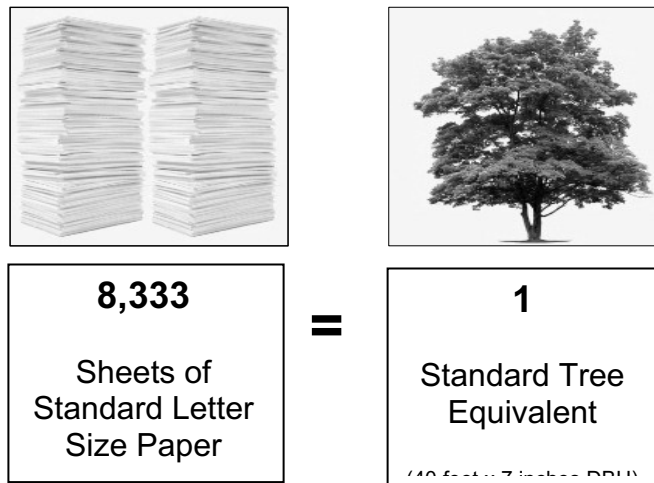 8,333
Sheets of
Standard Letter
Size Paper
=
1
Standard Tree
Equivalent